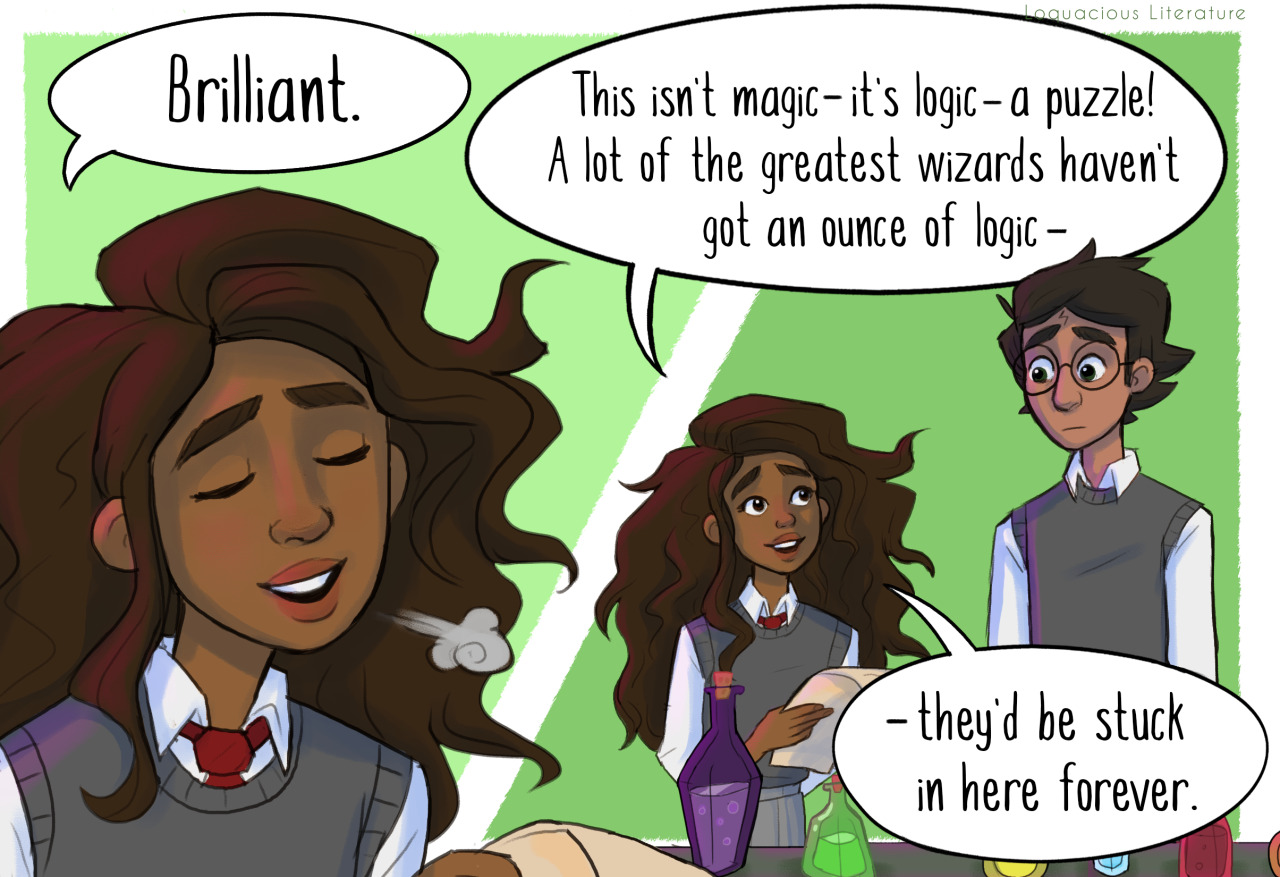 Loquacious Literature
Brilliant.
This isn't magic – it's logic – a puzzle!
A lot of the greatest wizards haven't
got an ounce of logic –
– they'd be stuck
in here forever.